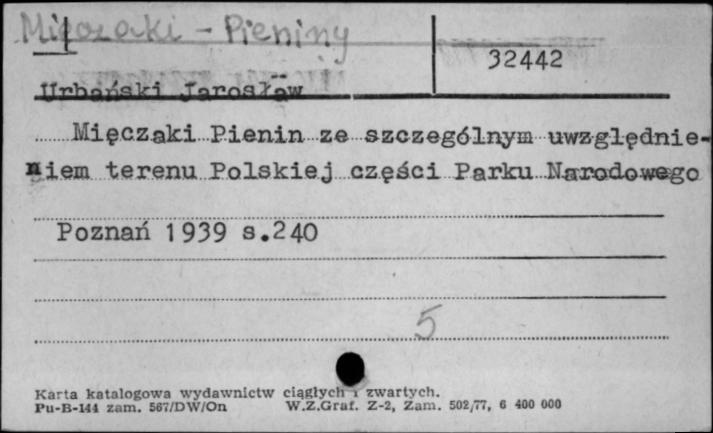 Mięczaki - Pieniny
32442
Urbański Jarosław
Mięczaki Pienin ze szczególnym uwzględnie-
niem terenu Polskiej części Parku Narodowego
Poznań 1939 s.240
5
Karta katalogowa wydawnictw ciągłych i zwartych.
Pu-B-144 zam. 567/DW/On W.Z.Graf. Z-2, Zam. 502/77, 6 400 000